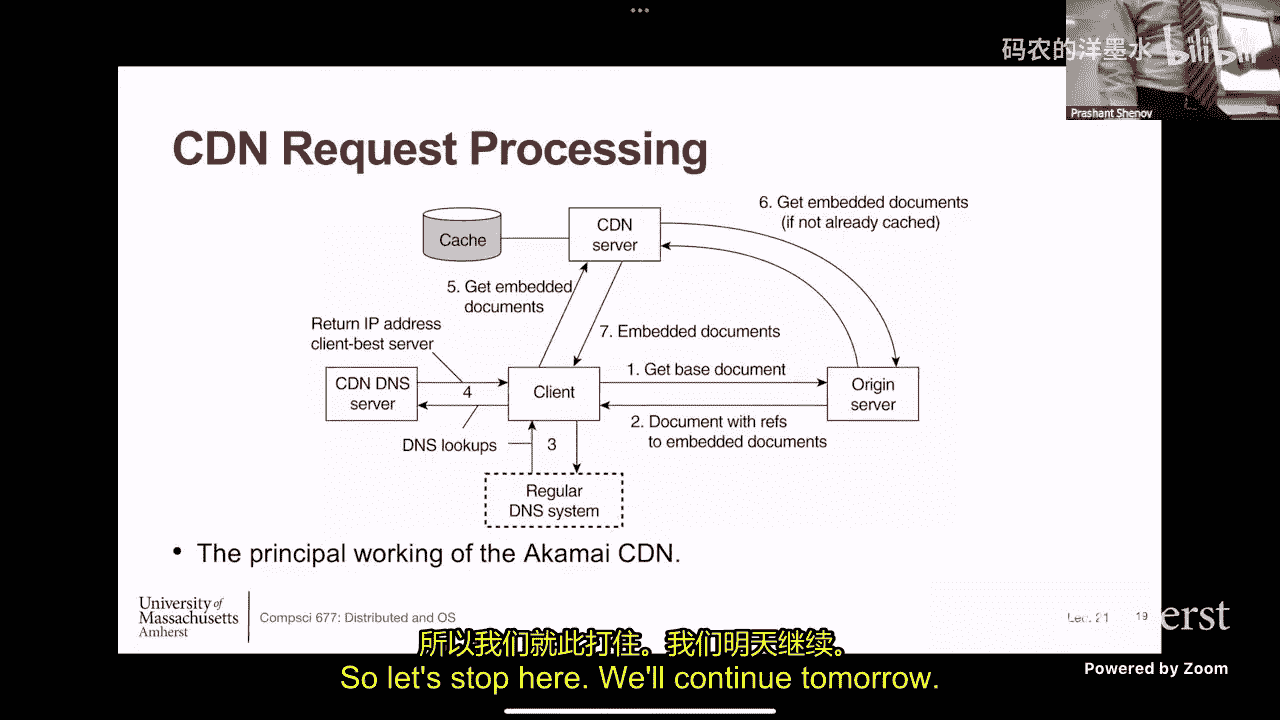 码农的洋墨水 bilibili
Prashant Shenoy
CDN Request Processing
6. Get embedded documents
(if not already cached)
CDN
server
Cache
5. Get embedded
documents
Return IP address
client-best server
7. Embedded documents
1. Get base document
CDN DNS
server
4
Client
Origin
server
2. Document with refs
to embedded documents
DNS lookups
3
Regular
DNS system
• The principal working of the Akamai CDN.
University of
Massachusetts
Amherst
Compsci 677: Distributed and OS
Lec. 21
19
erst
所以我们就此打住。我们明天继续。
So let's stop here. We'll continue tomorrow.
Powered by Zoom